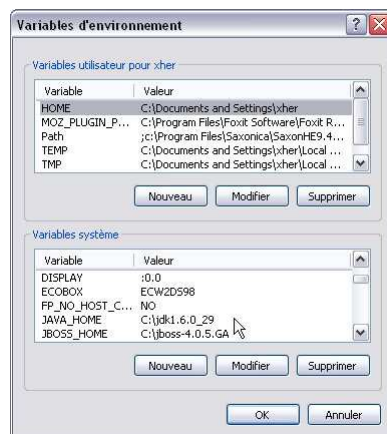 Variables d'environnement
Variables utilisateur pour xher
Variable Valeur
HOME C:\Documents and Settings\xher
MOZ_PLUGIN_P... C:\Program Files\Foxit Software\Foxit R...
Path ;c:\Program Files\Saxonica\SaxonHE9.4...
TEMP C:\Documents and Settings\xher\Local ...
TMP C:\Documents and Settings\xher\Local ...
Nouveau Modifier Supprimer
Variables système
Variable Valeur
DISPLAY :0.0
ECOBOX ECW2DS98
FP_NO_HOST_C... NO
JAVA_HOME C:\jdk1.6.0_29
JBOSS_HOME C:\jboss-4.0.5.GA
Nouveau Modifier Supprimer
OK Annuler